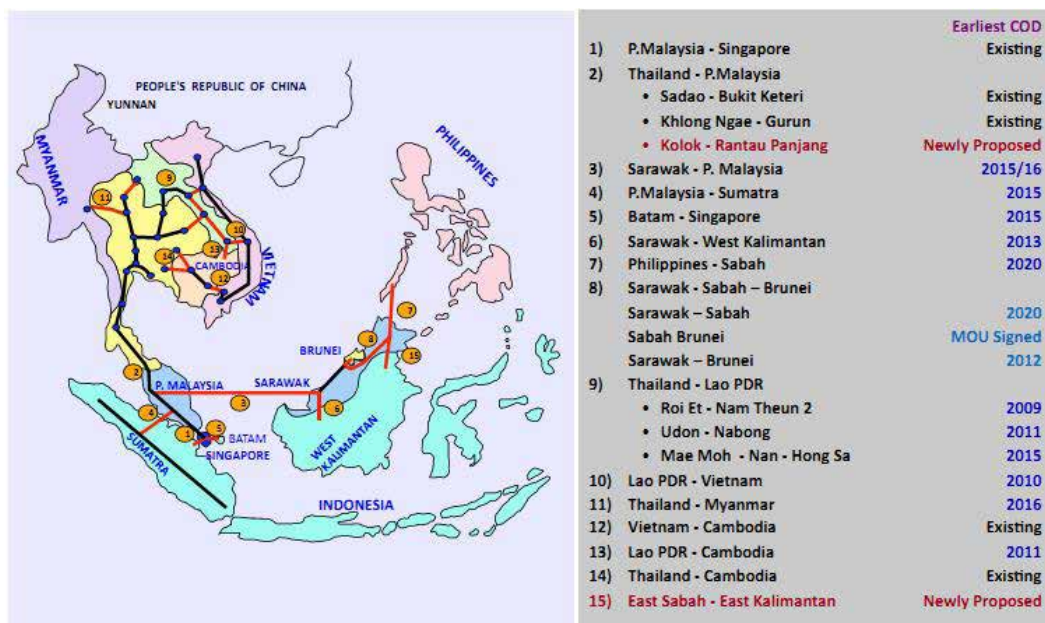 PEOPLE'S REPUBLIC OF CHINA
YUNNAN
MYANMAR
PHILIPPINES
9
11
10
13
14
CAMBODIA
12
VIETNAM
7
8
BRUNEI
15
2
P. MALAYSIA
SARAWAK
3
4
6
5
1
BATAM
SINGAPORE
SUMATRA
WEST
KALIMANTAN
INDONESIA
Earliest COD
1) P.Malaysia - Singapore Existing
2) Thailand - P.Malaysia
• Sadao - Bukit Keteri Existing
• Khlong Ngae - Gurun Existing
• Kolok - Rantau Panjang Newly Proposed
3) Sarawak - P. Malaysia 2015/16
4) P.Malaysia - Sumatra 2015
5) Batam - Singapore 2015
6) Sarawak - West Kalimantan 2013
7) Philippines - Sabah 2020
8) Sarawak - Sabah – Brunei
Sarawak – Sabah 2020
Sabah Brunei MOU Signed
Sarawak – Brunei 2012
9) Thailand - Lao PDR
• Roi Et - Nam Theun 2 2009
• Udon - Nabong 2011
• Mae Moh - Nan - Hong Sa 2015
10) Lao PDR - Vietnam 2010
11) Thailand - Myanmar 2016
12) Vietnam - Cambodia Existing
13) Lao PDR - Cambodia 2011
14) Thailand - Cambodia Existing
15) East Sabah - East Kalimantan Newly Proposed